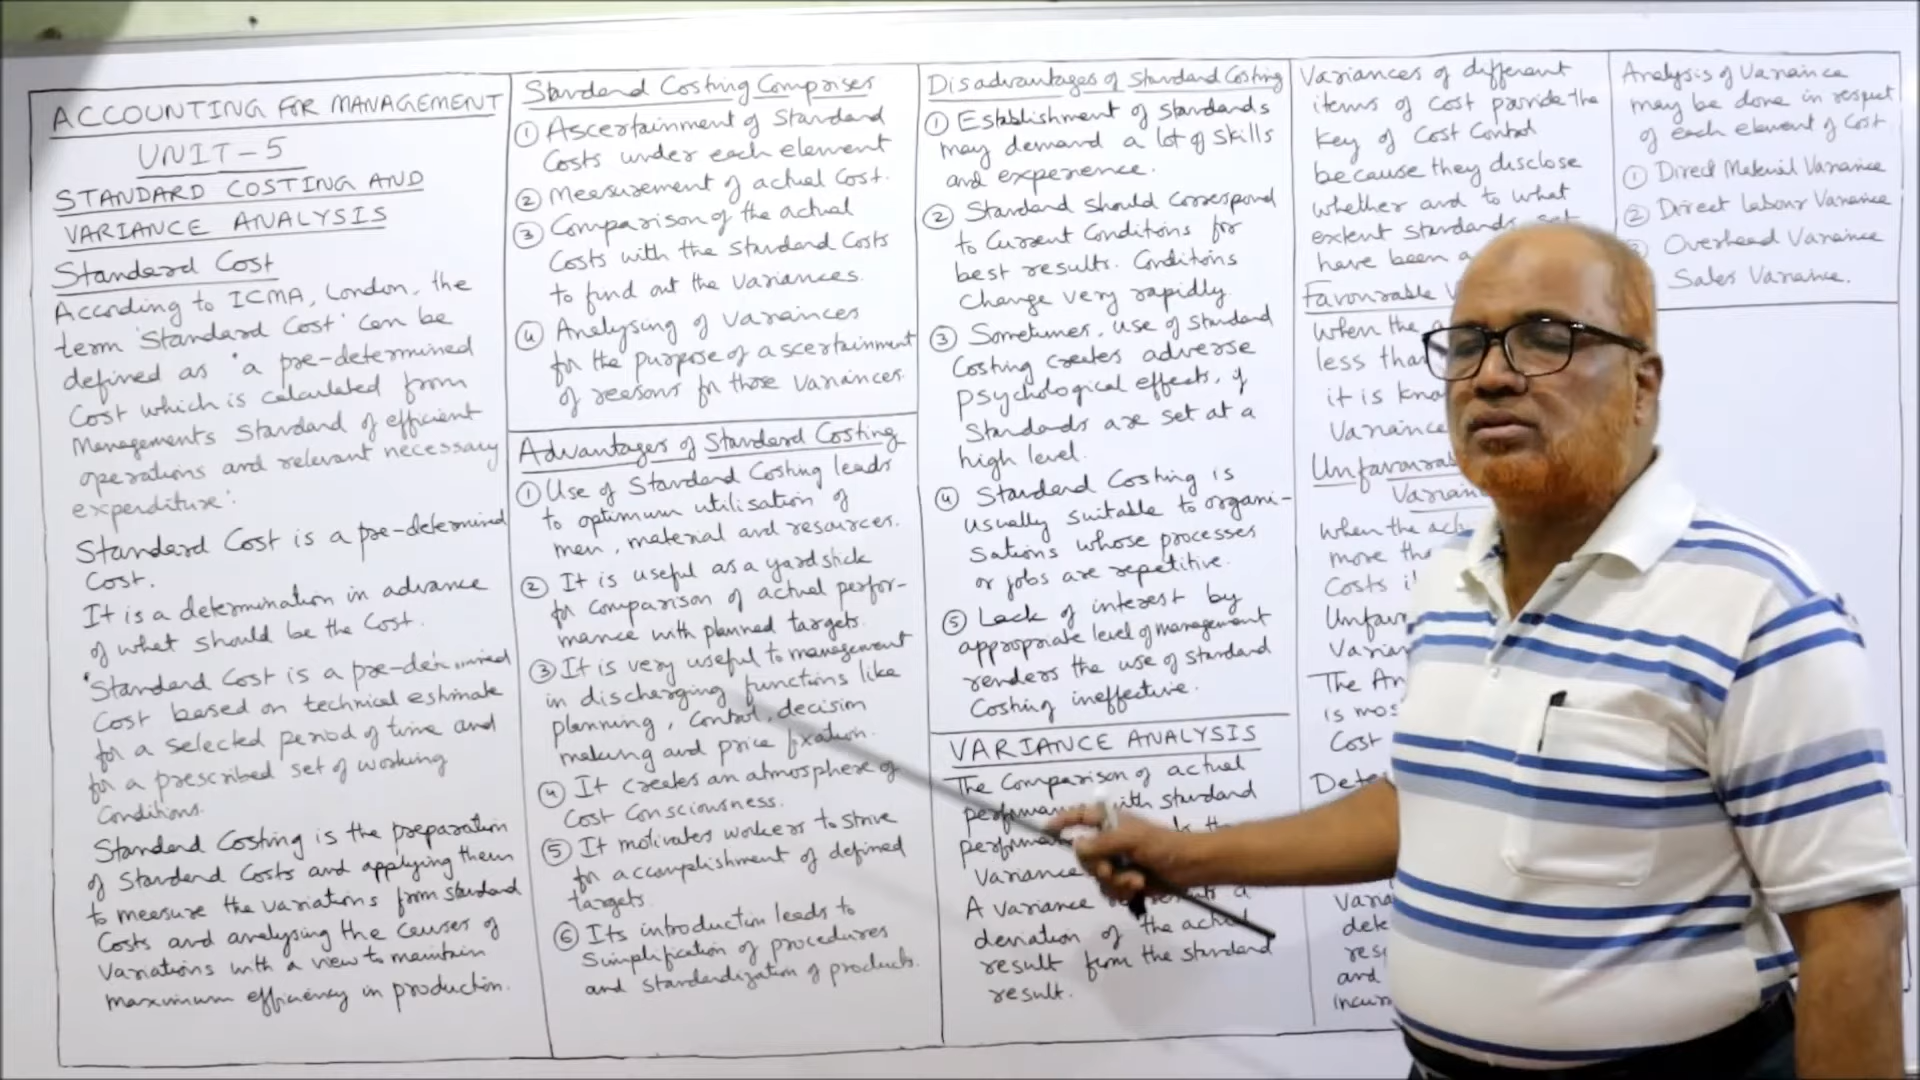 ACCOUNTING FOR MANAGEMENT
UNIT-5
STANDARD COSTING AND
VARIANCE ANALYSIS
Standard Cost
According to ICMA, London, the
term 'Standard Cost' can be
defined as "a pre-determined
Cost which is calculated from
Managements Standard of efficient
operations and relevant necessary
expenditure".
Standard Cost is a pre-determined
Cost.
It is a determination in advance
of what should be the Cost.
"Standard Cost is a pre-determined
Cost based on technical estimate
for a selected period of time and
for a prescribed set of working
Conditions.
Standard Costing is the preparation
of Standard Costs and applying them
to measure the variations from standard
Costs and analysing the Causes of
Variations with a view to maintain
maximum efficiency in production.
Standard Costing Comprises
① Ascertainment of Standard
Costs under each element
② Measurement of actual Cost.
③ Comparison of the actual
Costs with the Standard Costs
to find out the Variances.
④ Analysing of Variances
for the purpose of ascertainment
of reasons for those Variances.
Advantages of Standard Costing
① Use of Standard Costing leads
to optimum utilisation of
men, material and resources.
② It is useful as a yardstick
for Comparison of actual perfor-
mance with planned targets.
③ It is very useful to management
in discharging functions like
planning, Control, decision
making and price fixation.
④ It creates an atmosphere of
Cost Consciousness.
⑤ It motivates workers to strive
for accomplishment of defined
targets.
⑥ Its introduction leads to
Simplification of procedures
and standardization of products.
Disadvantages of Standard Costing
① Establishment of Standards
may demand a lot of Skills
and experience.
② Standard should correspond
to Current Conditions for
best results. Conditions
Change very rapidly
③ Sometimes, use of Standard
Costing creates adverse
psychological effects, if
Standards are set at a
high level.
④ Standard Costing is
usually suitable to organi-
sations whose processes
or jobs are repetitive.
⑤ Lack of interest by
appropriate level of management
renders the use of Standard
Costing ineffective.
VARIANCE ANALYSIS
The Comparison of actual
with standard
Variance
A variance a
deviation of the actual
result from the standard
result.
Variances of different
items of Cost provide the
Key of Cost Control
because they disclose
whether and to what
extent standards set
have been
Favourable
When the
less than
it is
Variance
When the
more
Costs
The
is
Cost
and
Analysis of Variance
may be done in respect
of each element of Cost
① Direct Material Variance
② Direct Labour Variance
Overhead Variance
Sales Variance.